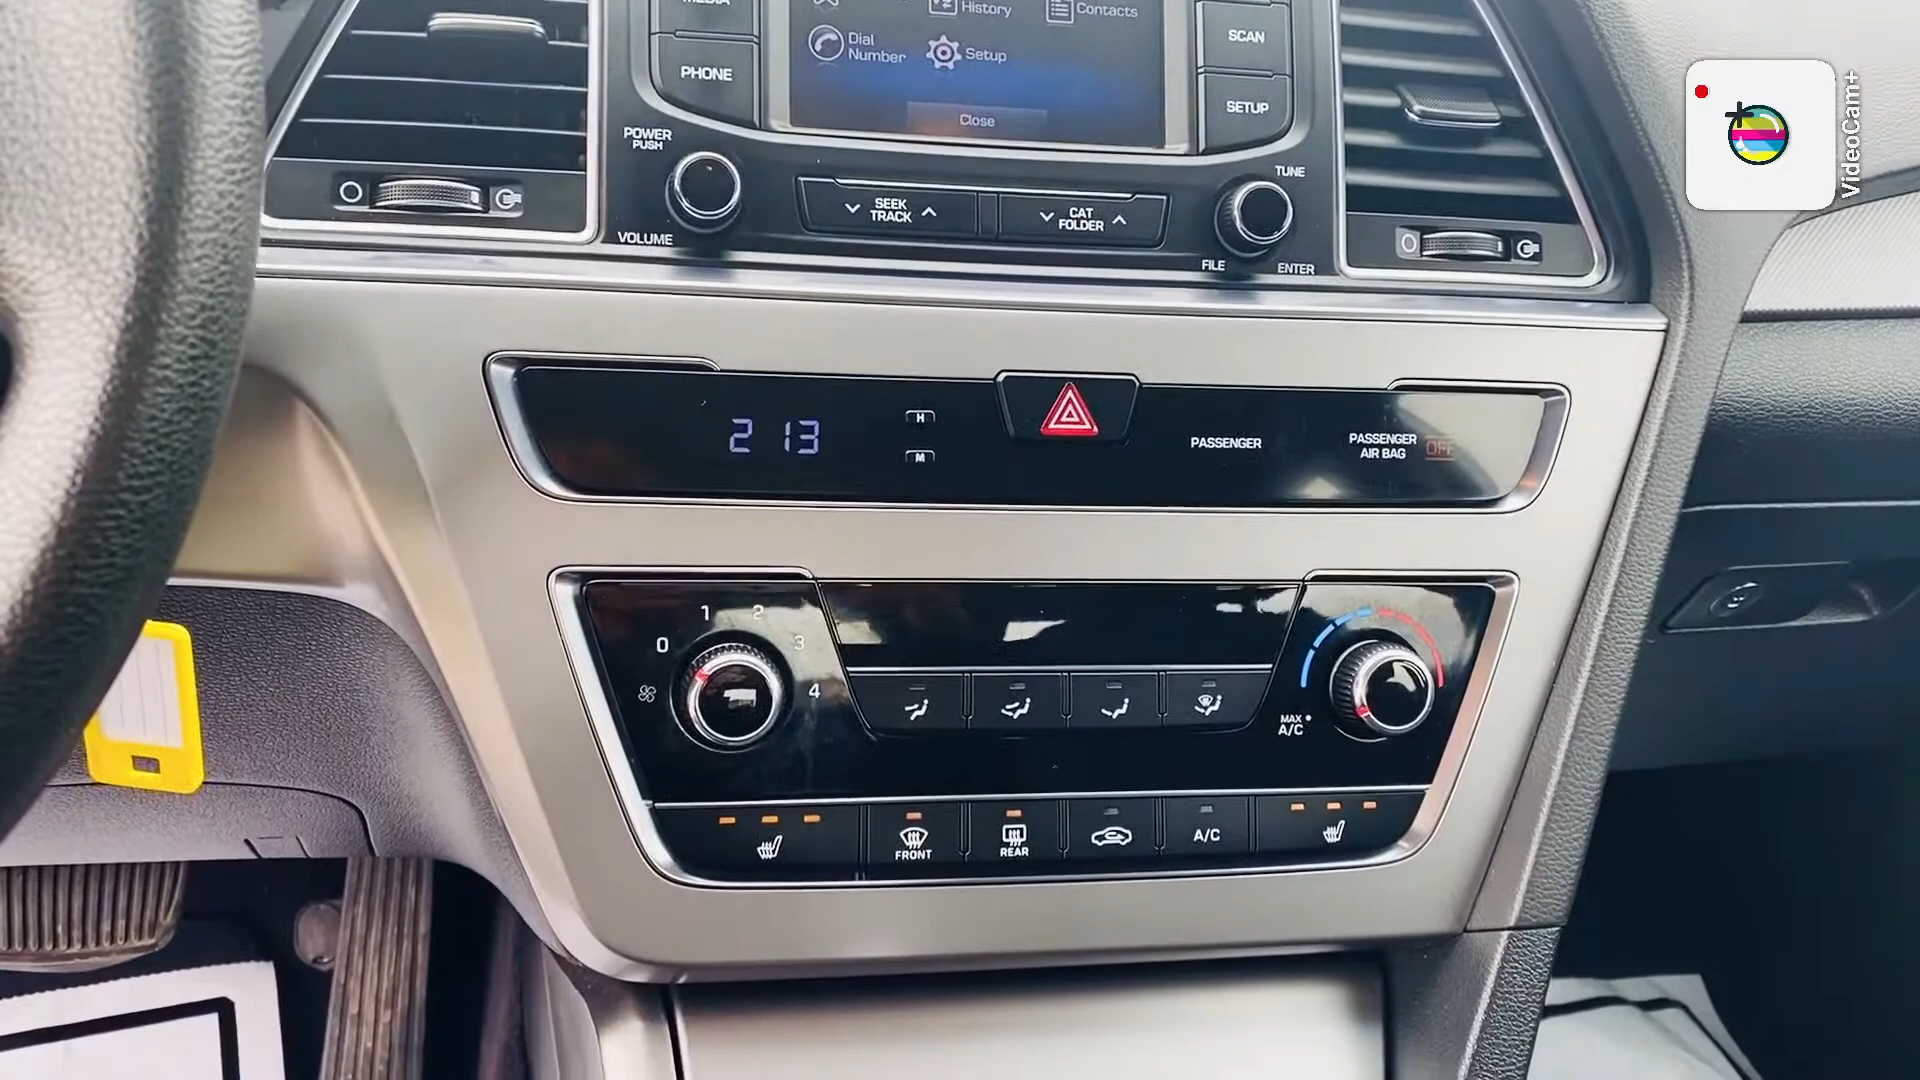 MEDIA
History
Contacts
Dial
Number
Setup
Close
PHONE
SCAN
SETUP
POWER
PUSH
VOLUME
SEEK
TRACK
CAT
FOLDER
TUNE
FILE
ENTER
VideoCam+
2 13
H
M
PASSENGER
PASSENGER
AIR BAG OFF
0 1 2 3 4
MAX
A/C
FRONT
REAR
A/C